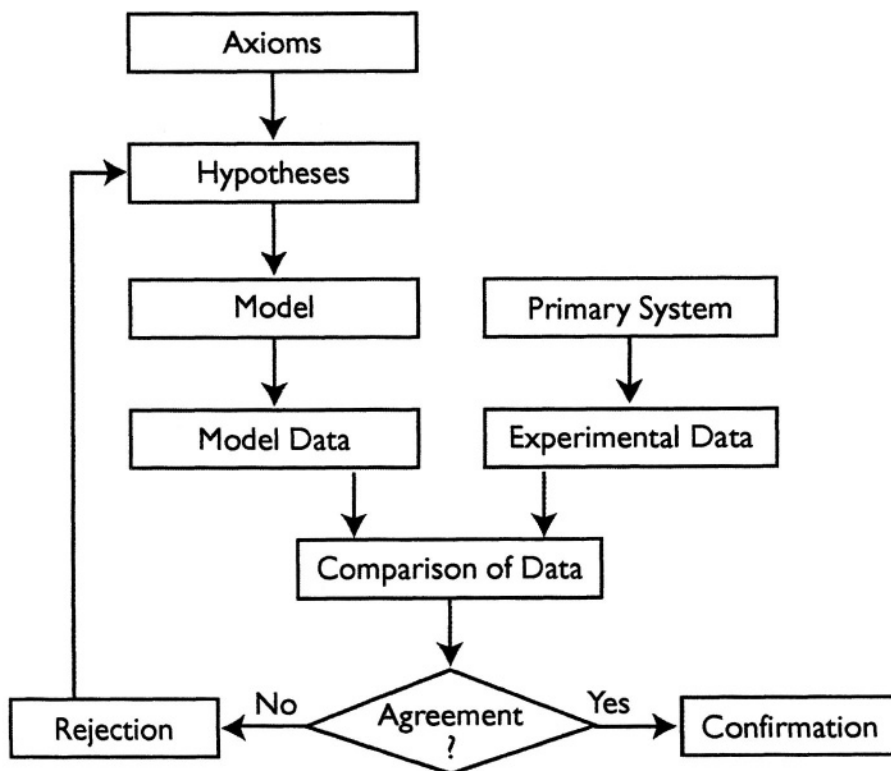 Axioms
Hypotheses
Model
Primary System
Model Data
Experimental Data
Comparison of Data
No
Agreement
?
Yes
Rejection
Confirmation